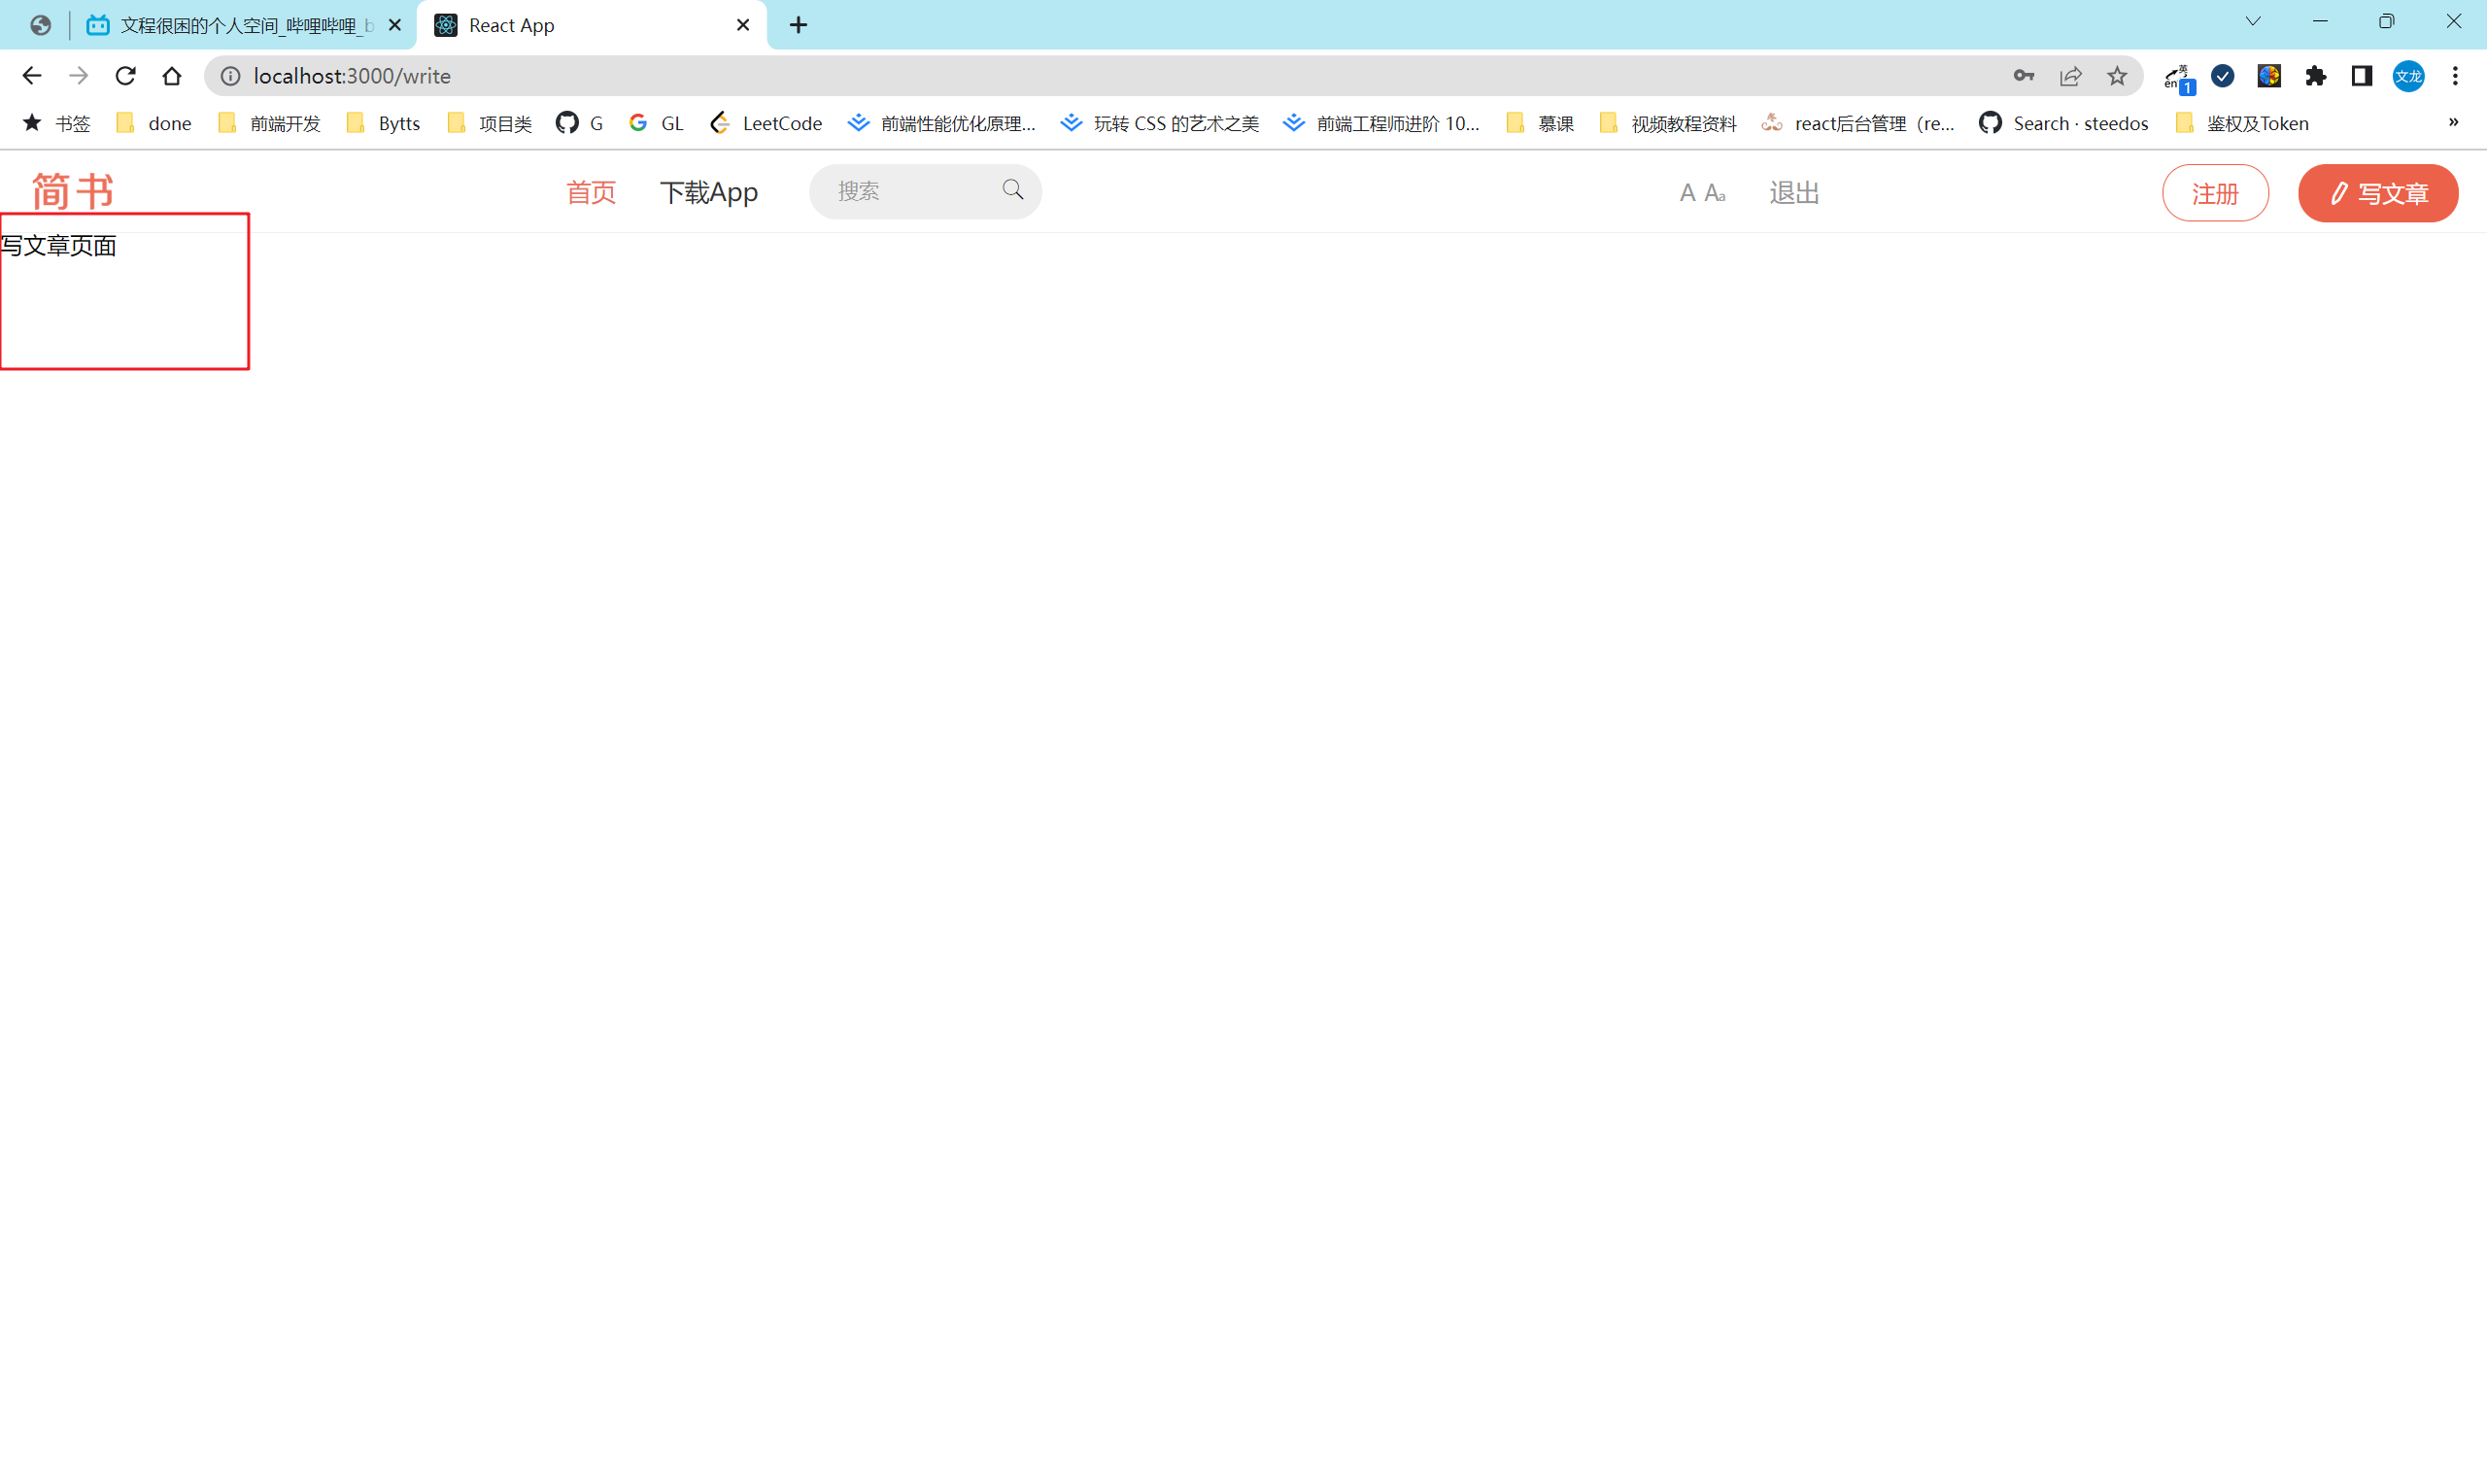 文程很困的个人空间_哔哩哔哩_b
React App
localhost:3000/write
英
en
1
文龙
书签
done
前端开发
Bytts
项目类
G
GL
LeetCode
前端性能优化原理...
玩转 CSS 的艺术之美
前端工程师进阶 10...
慕课
视频教程资料
react后台管理（re...
Search · steedos
鉴权及Token
»
简书
首页
下载App
搜索
A Aa
退出
注册
写文章
写文章页面